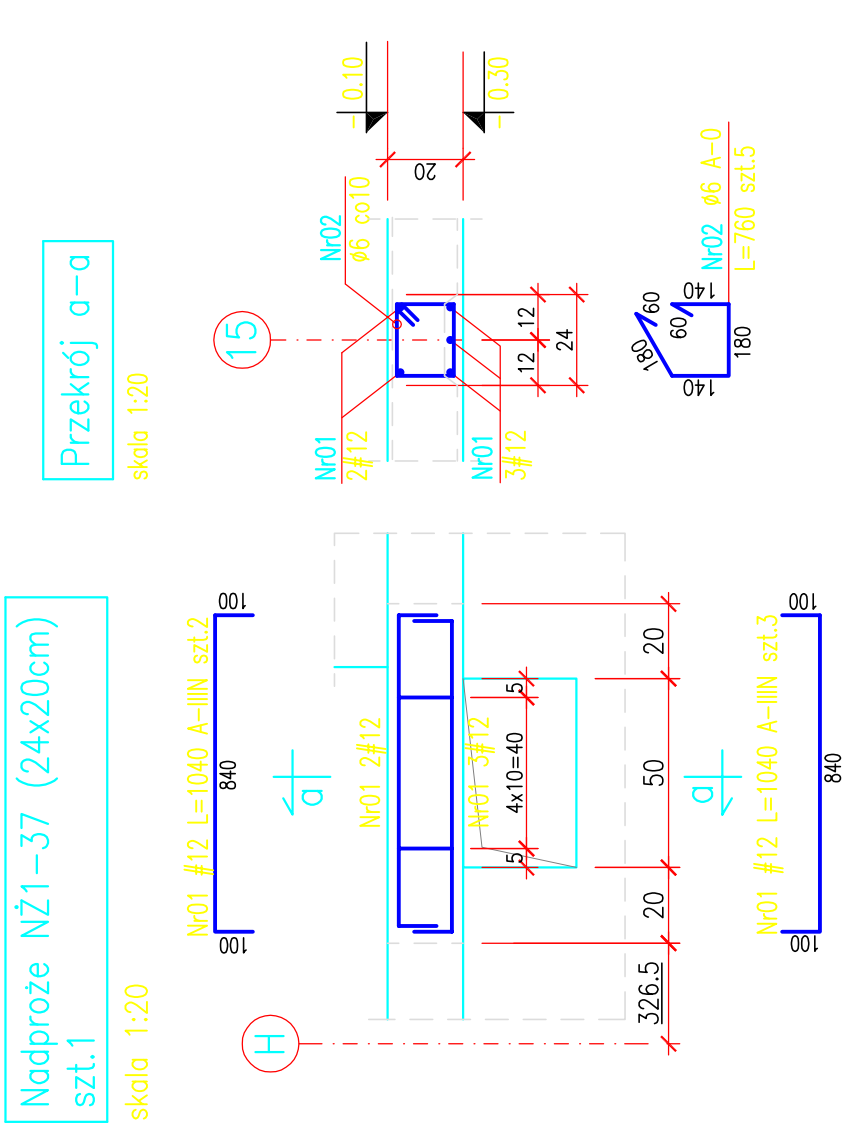 Nadproże NŻ1-37 (24x20cm)
szt.1
skala 1:20
Nr01 #12 L=1040 A-IIIN szt.2
100
840
100
a
Nr01 2#12
Nr01 3#12
5
4x10=40
5
326.5
20
50
20
H
a
Nr01 #12 L=1040 A-IIIN szt.3
100
840
100
Przekrój a-a
skala 1:20
15
Nr01
2#12
Nr02
ø6 co10
- 0.10
- 0.30
20
Nr01
3#12
12
12
24
180
60
60
140
140
180
Nr02 ø6 A-0
L=760 szt.5